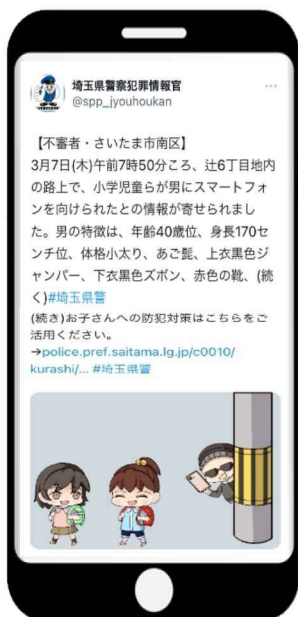 埼玉県警察犯罪情報官
@spp_jyouhoukan
【不審者・さいたま市南区】
3月7日(木)午前7時50分ころ、辻6丁目地内
の路上で、小学児童らが男にスマートフォ
ンを向けられたとの情報が寄せられまし
た。男の特徴は、年齢40歳位、身長170セ
ンチ位、体格小太り、あご髭、上衣黒色ジ
ャンパー、下衣黒色ズボン、赤色の靴、(続
く)#埼玉県警
(続き)お子さんへの防犯対策はこちらをご
活用ください。
→police.pref.saitama.lg.jp/c0010/
kurashi/... #埼玉県警